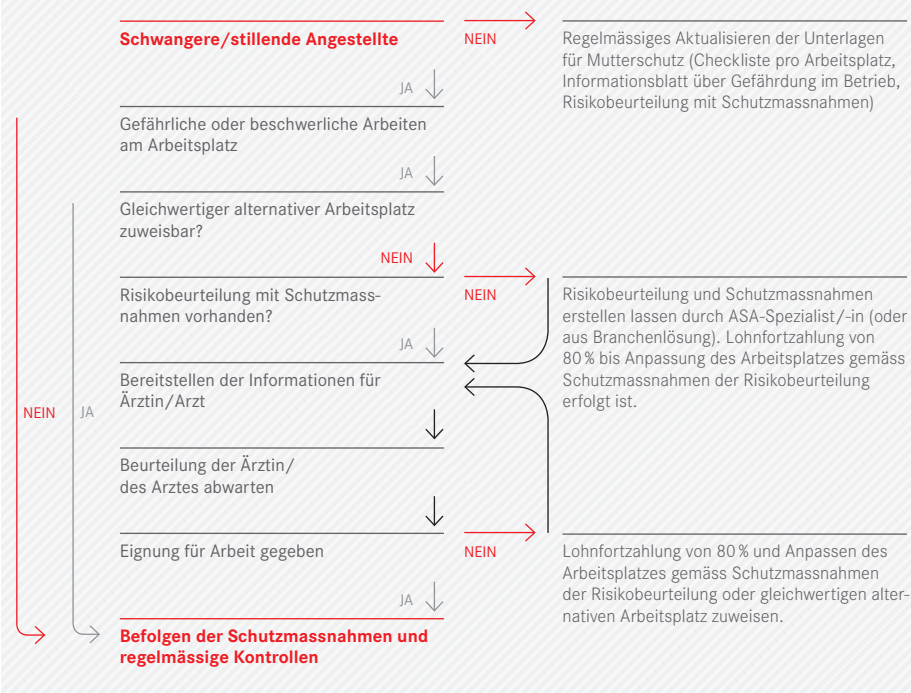 Schwangere/stillende Angestellte
NEIN
Regelmässiges Aktualisieren der Unterlagen
für Mutterschutz (Checkliste pro Arbeitsplatz,
Informationsblatt über Gefährdung im Betrieb,
Risikobeurteilung mit Schutzmassnahmen)
JA
Gefährliche oder beschwerliche Arbeiten
am Arbeitsplatz
JA
Gleichwertiger alternativer Arbeitsplatz
zuweisbar?
NEIN
Risikobeurteilung mit Schutzmass-
nahmen vorhanden?
NEIN
Risikobeurteilung und Schutzmassnahmen
erstellen lassen durch ASA-Spezialist/-in (oder
aus Branchenlösung). Lohnfortzahlung von
80 % bis Anpassung des Arbeitsplatzes gemäss
Schutzmassnahmen der Risikobeurteilung
erfolgt ist.
JA
Bereitstellen der Informationen für
Ärztin/Arzt
NEIN
JA
Beurteilung der Ärztin/
des Arztes abwarten
Eignung für Arbeit gegeben
NEIN
Lohnfortzahlung von 80 % und Anpassen des
Arbeitsplatzes gemäss Schutzmassnahmen
der Risikobeurteilung oder gleichwertigen alter-
nativen Arbeitsplatz zuweisen.
JA
Befolgen der Schutzmassnahmen und
regelmässige Kontrollen